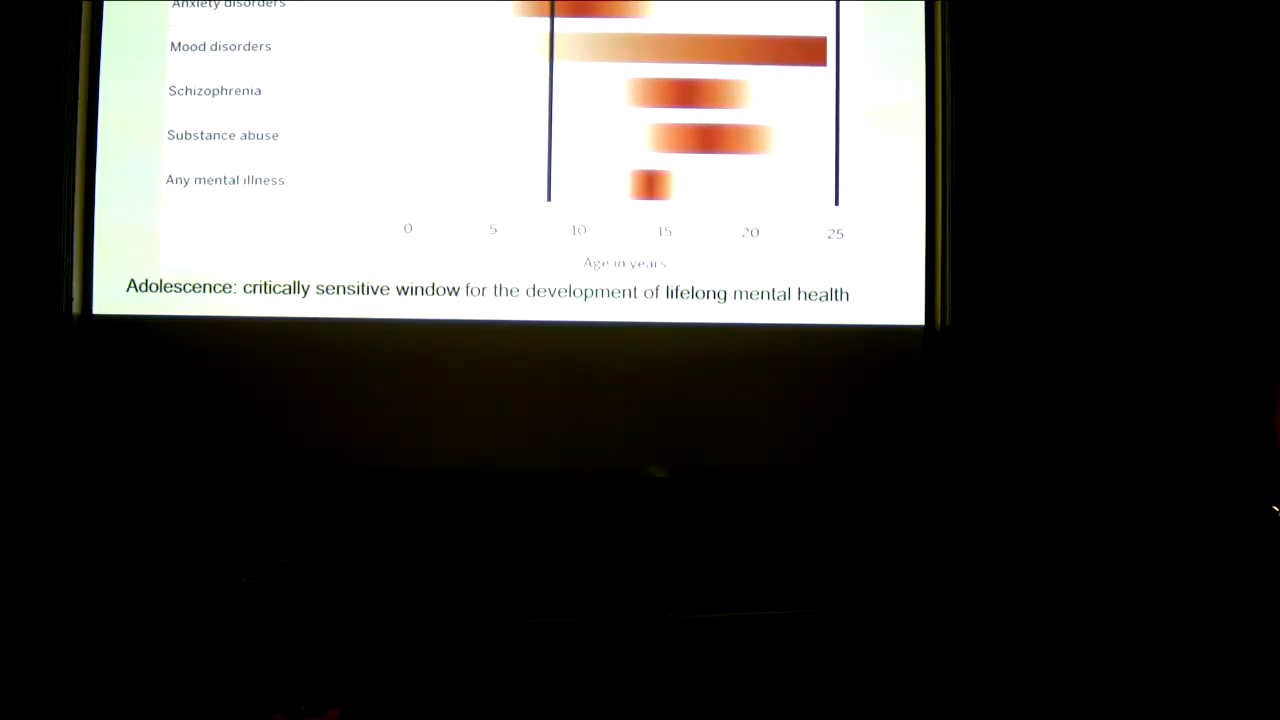 Anxiety disorders
Mood disorders
Schizophrenia
Substance abuse
Any mental illness
0 5 10 15 20 25
Age in years
Adolescence: critically sensitive window for the development of lifelong mental health